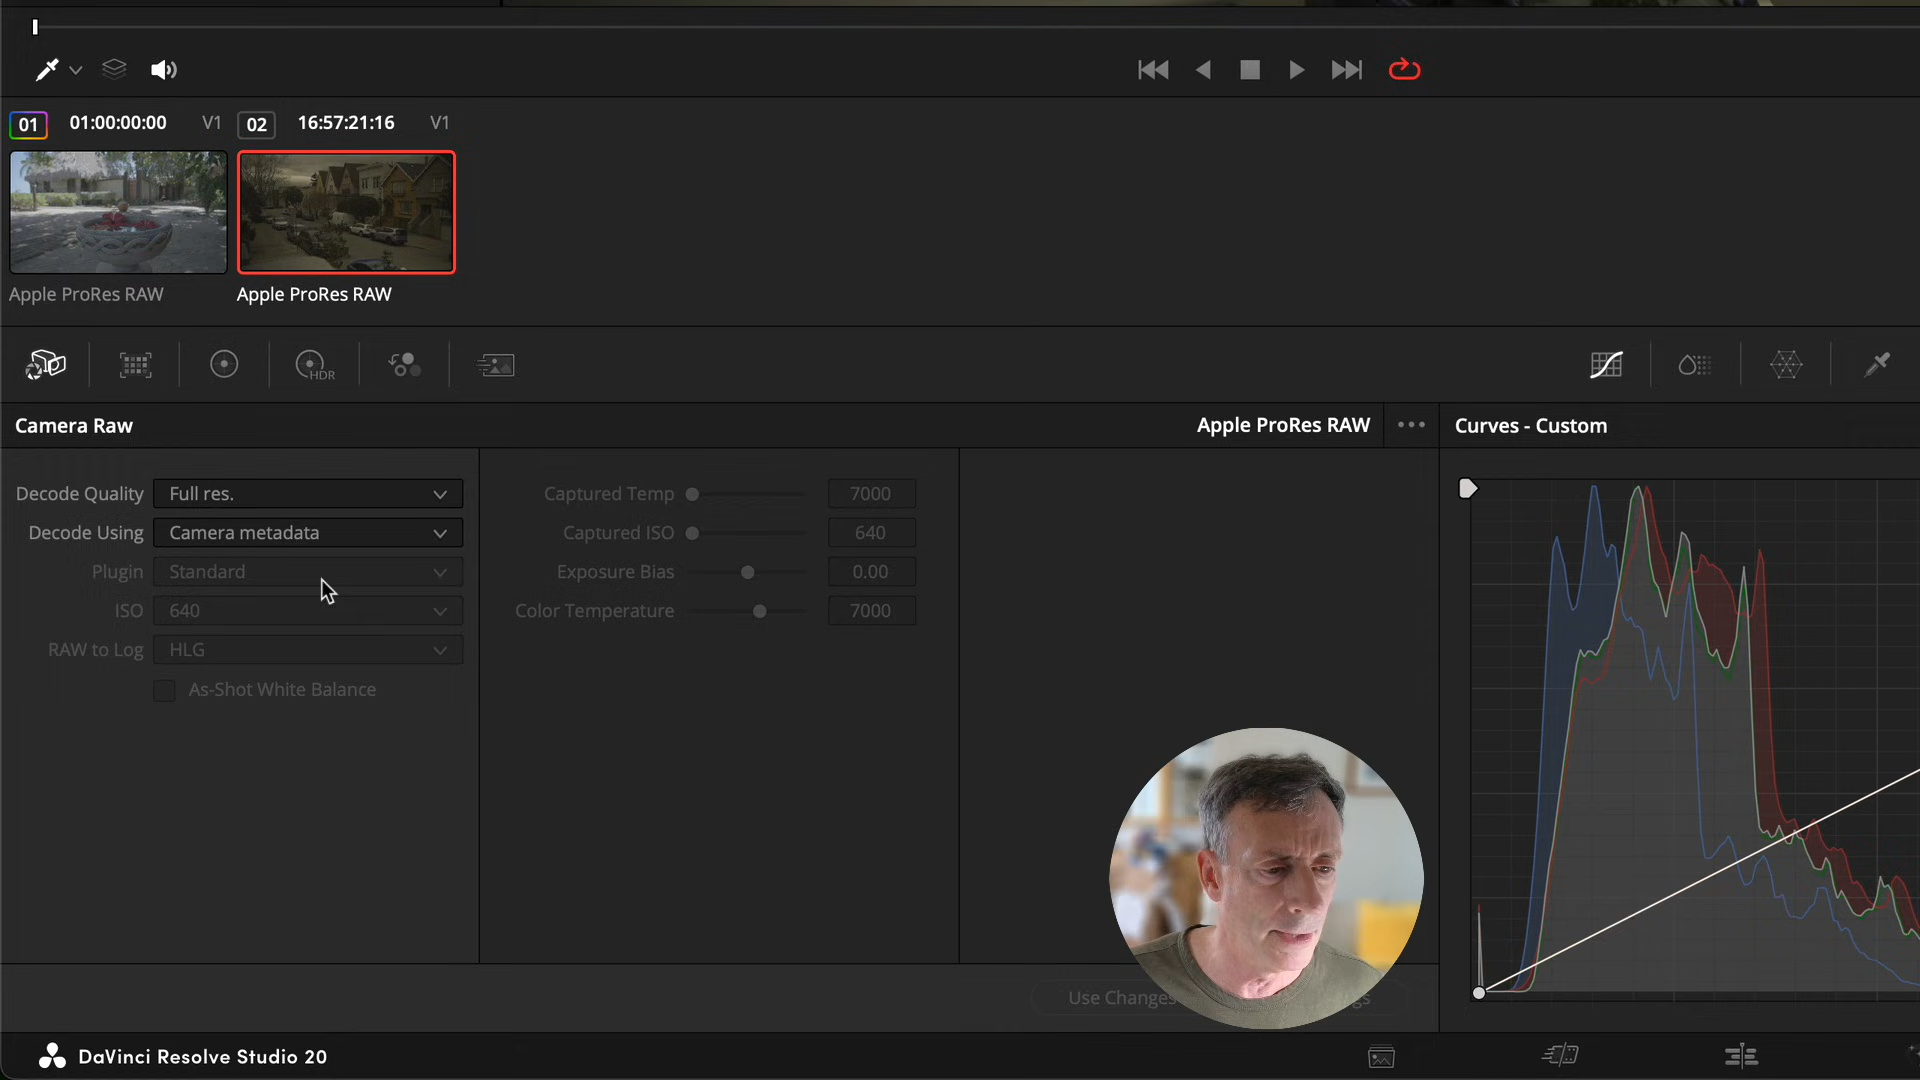 01 01:00:00:00 V1 02 16:57:21:16 V1
Apple ProRes RAW Apple ProRes RAW
HDR
Camera Raw Apple ProRes RAW Curves - Custom
Decode Quality Full res. Captured Temp 7000
Decode Using Camera metadata Captured ISO 640
Plugin Standard Exposure Bias 0.00
ISO 640 Color Temperature 7000
RAW to Log HLG
As-Shot White Balance
Use Changes
DaVinci Resolve Studio 20